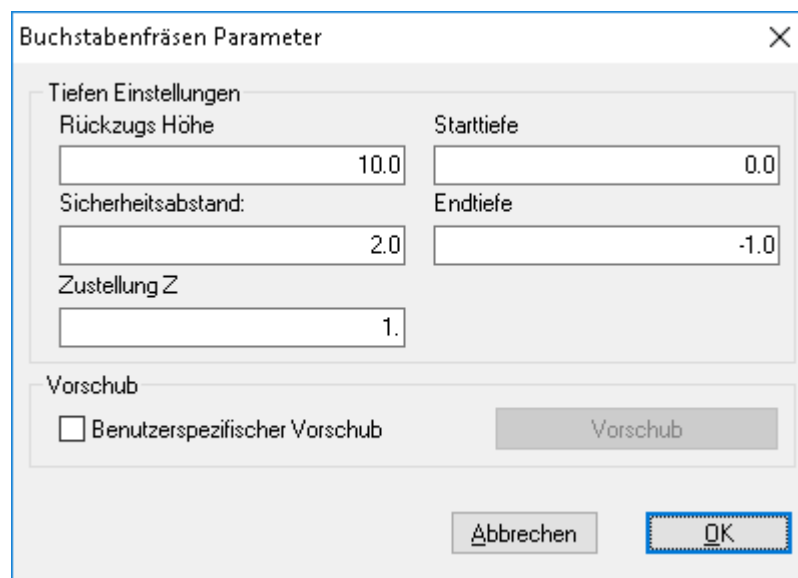 Buchstabenfräsen Parameter
Tiefen Einstellungen
Rückzugs Höhe Starttiefe
10.0 0.0
Sicherheitsabstand: Endtiefe
2.0 -1.0
Zustellung Z
1.
Vorschub
Benutzerspezifischer Vorschub Vorschub
Abbrechen OK